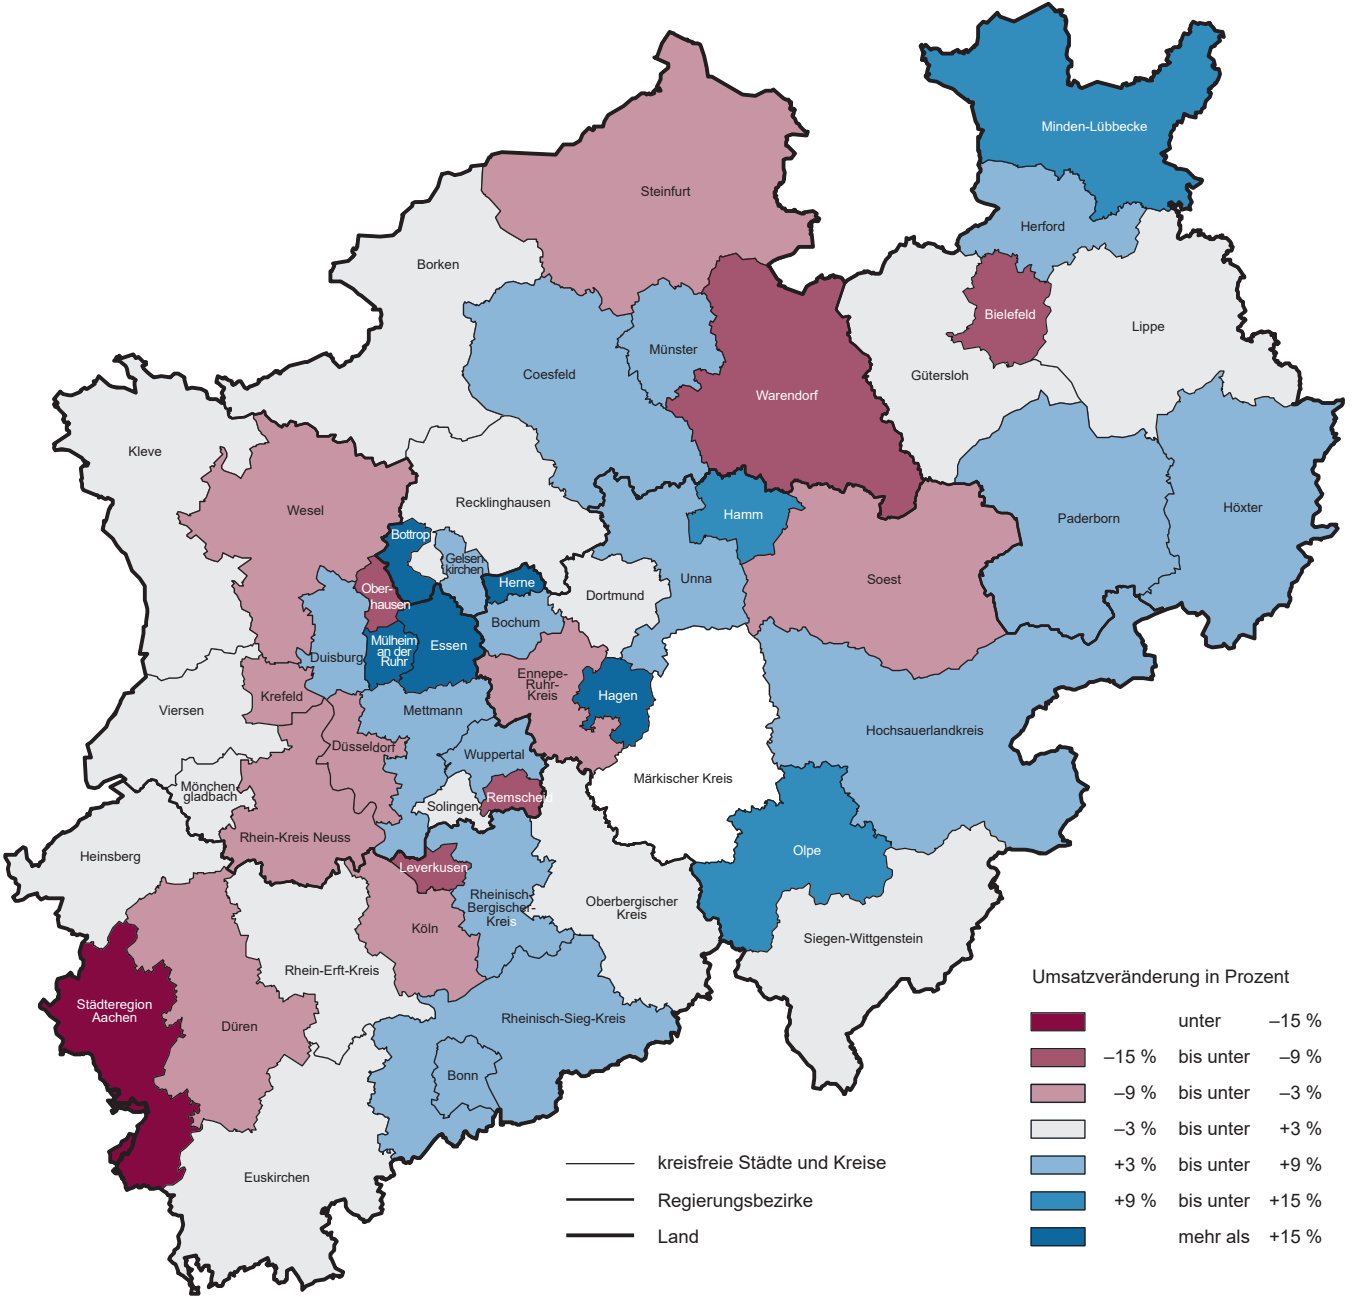 Minden-Lübbecke
Steinfurt
Herford
Borken
Bielefeld
Lippe
Münster
Coesfeld
Gütersloh
Warendorf
Kleve
Recklinghausen
Wesel
Hamm
Höxter
Paderborn
Bottrop
Gelsen-
kirchen
Herne
Unna
Soest
Ober-
hausen
Dortmund
Bochum
Mülheim
an der
Ruhr
Essen
Duisburg
Ennepe-
Ruhr-
Kreis
Hagen
Krefeld
Viersen
Mettmann
Hochsauerlandkreis
Düsseldorf
Wuppertal
Märkischer Kreis
Mönchen-
gladbach
Remscheid
Solingen
Rhein-Kreis Neuss
Olpe
Heinsberg
Leverkusen
Rheinisch-
Bergischer-
Kreis
Oberbergischer
Kreis
Köln
Siegen-Wittgenstein
Rhein-Erft-Kreis
Städteregion
Aachen
Düren
Rheinisch-Sieg-Kreis
Bonn
Euskirchen
kreisfreie Städte und Kreise
Regierungsbezirke
Land
Umsatzveränderung in Prozent
unter –15 %
–15 % bis unter –9 %
–9 % bis unter –3 %
–3 % bis unter +3 %
+3 % bis unter +9 %
+9 % bis unter +15 %
mehr als +15 %